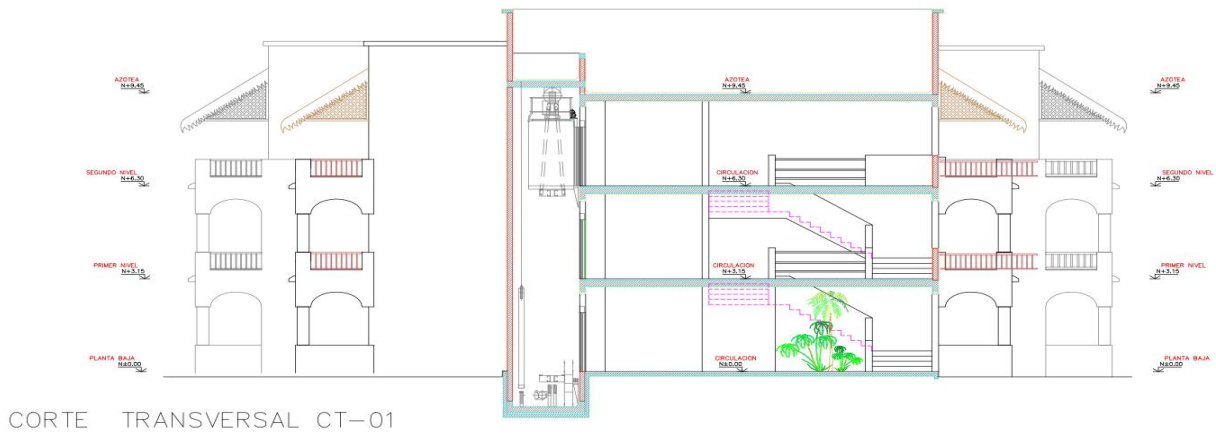 AZOTEA
N+9.45
AZOTEA
N+9.45
AZOTEA
N+9.45
SEGUNDO NIVEL
N+6.30
CIRCULACION
N+6.30
SEGUNDO NIVEL
N+6.30
PRIMER NIVEL
N+3.15
CIRCULACION
N+3.15
PRIMER NIVEL
N+3.15
PLANTA BAJA
N±0.00
CIRCULACION
N±0.00
PLANTA BAJA
N±0.00
CORTE TRANSVERSAL CT-01